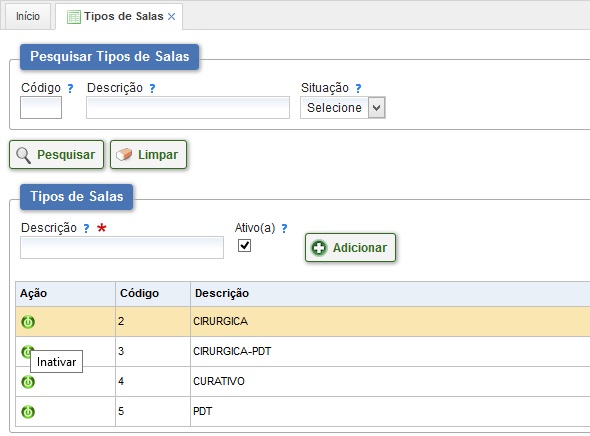 Início Tipos de Salas
Pesquisar Tipos de Salas
Código ? Descrição ? Situação ?
Selecione
Pesquisar Limpar
Tipos de Salas
Descrição ? * Ativo(a) ?
Adicionar
Ação Código Descrição
2 CIRURGICA
3 CIRURGICA-PDT
Inativar
4 CURATIVO
5 PDT